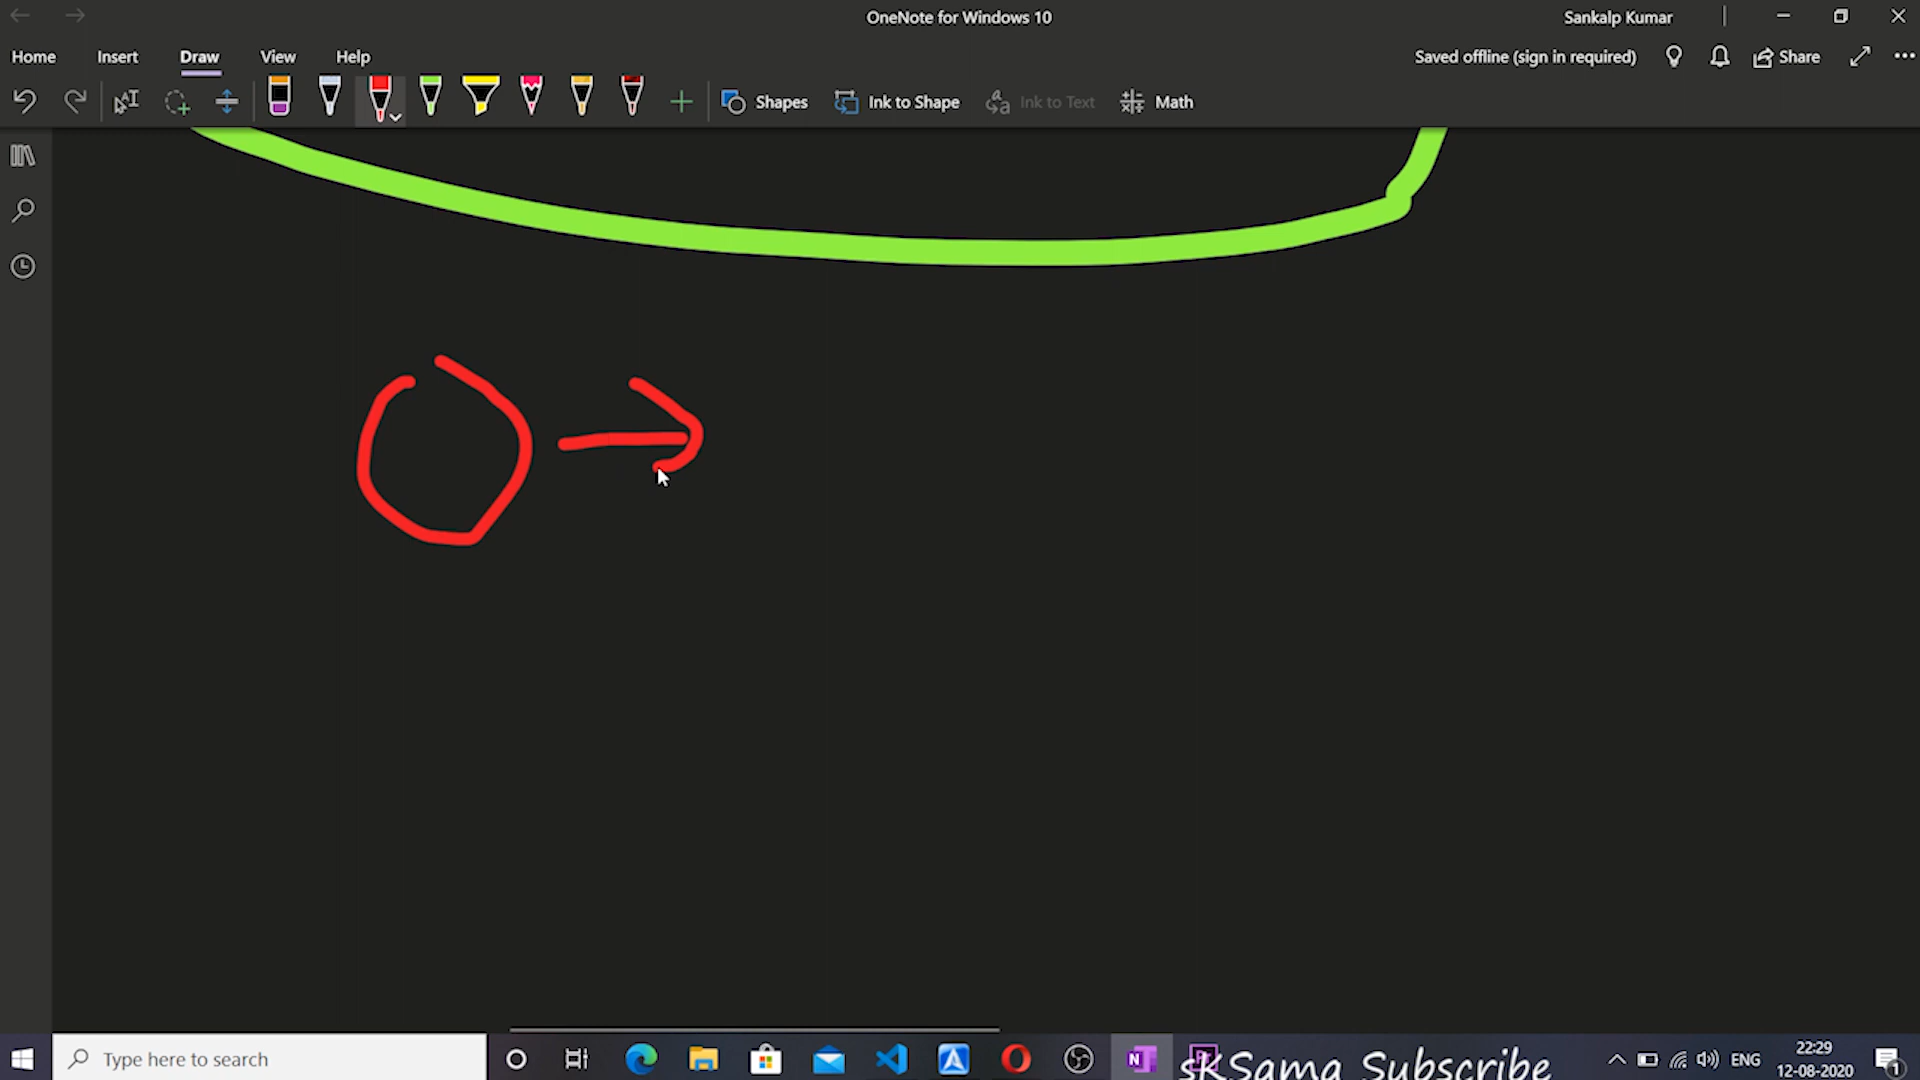 OneNote for Windows 10
Sankalp Kumar
Home Insert Draw View Help
Saved offline (sign in required)
Share
Shapes
Ink to Shape
Ink to Text
Math
Type here to search
sKSama Subscribe
ENG
22:29
12-08-2020
1